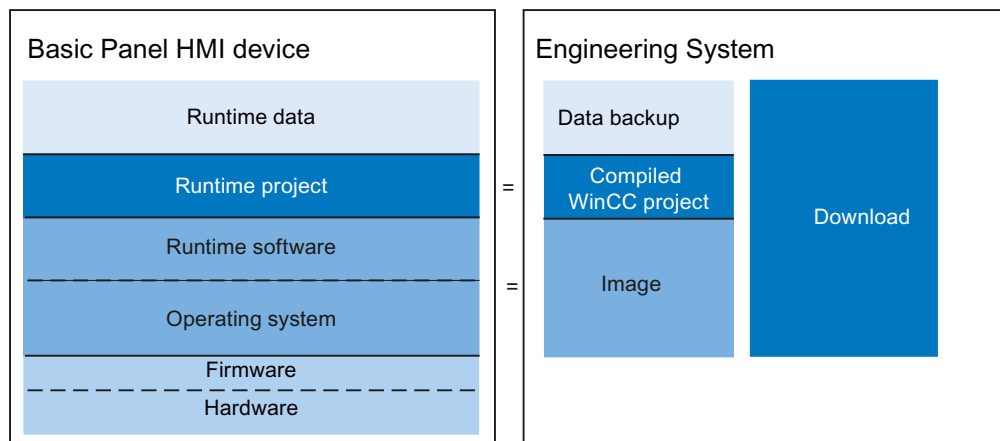 Basic Panel HMI device
Runtime data
Runtime project
Runtime software
Operating system
Firmware
Hardware
=
=
Engineering System
Data backup
Compiled
WinCC project
Image
Download